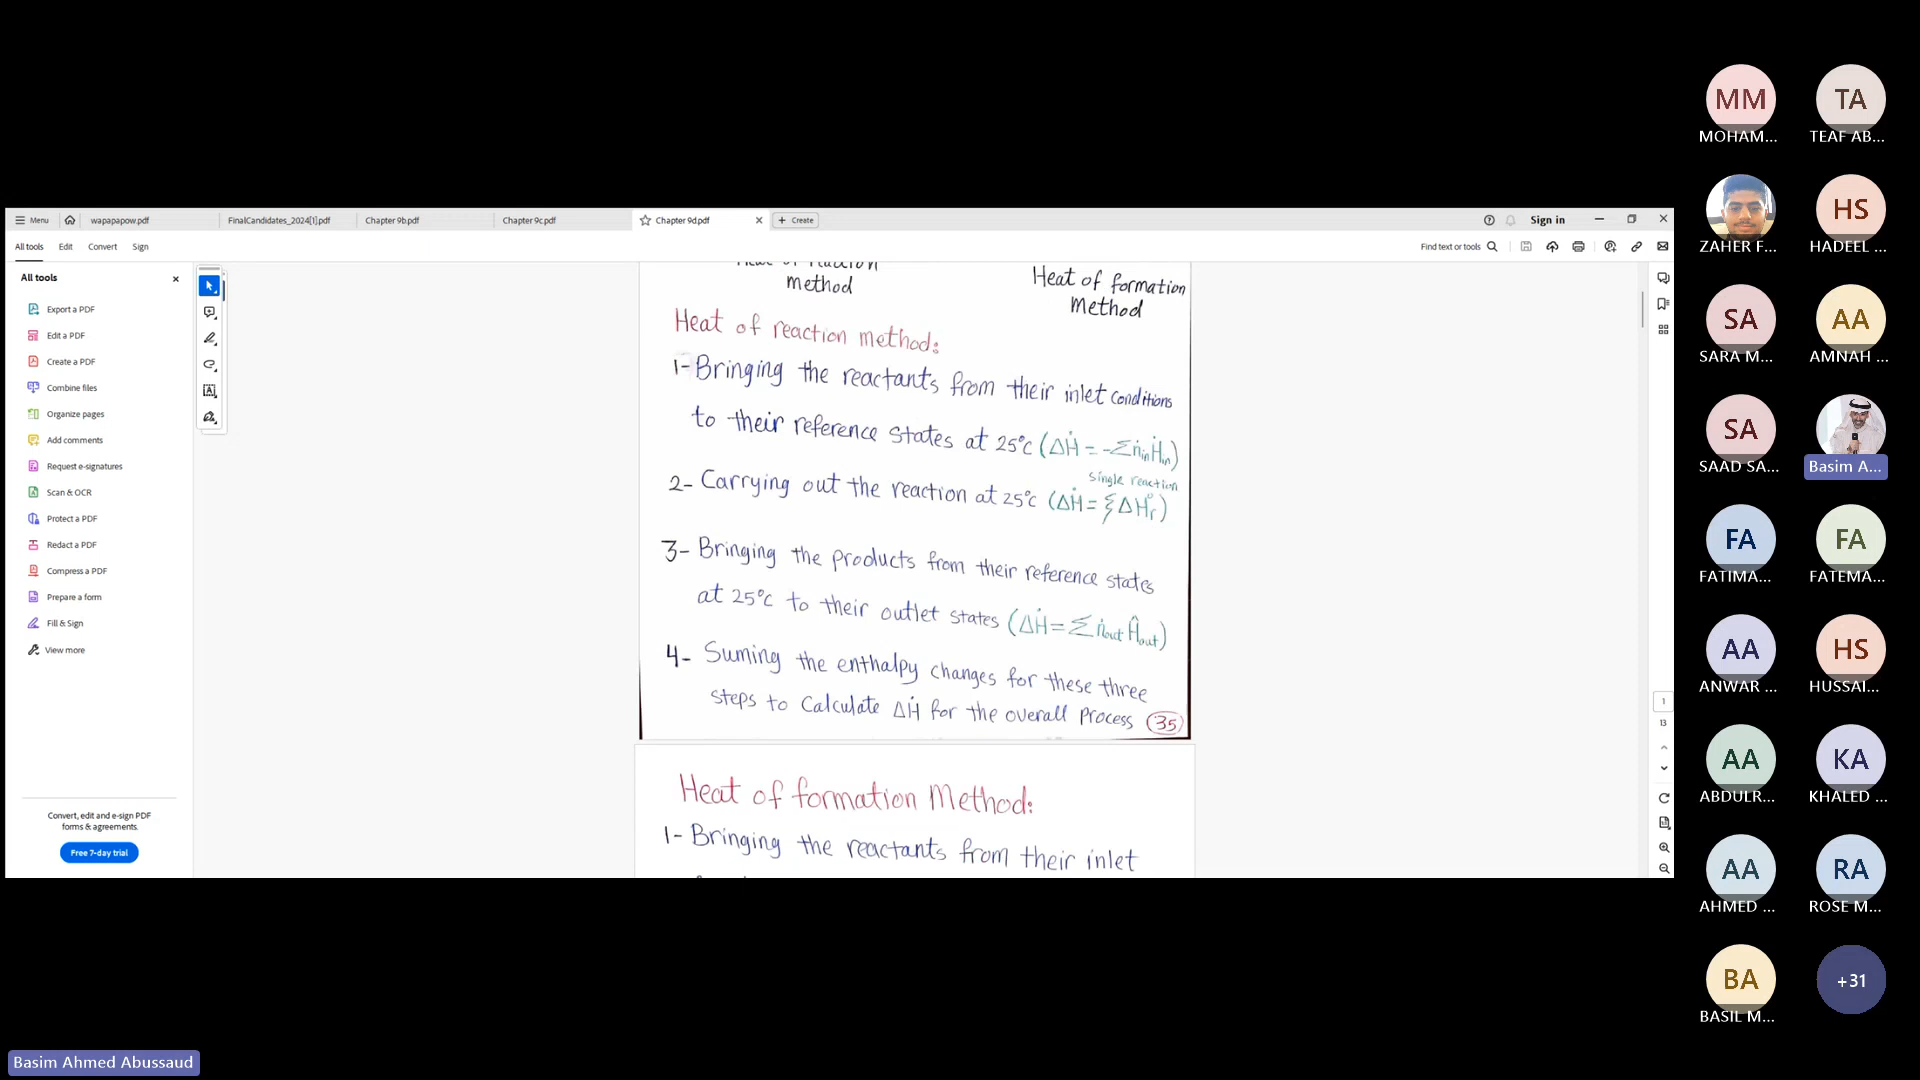 Menu
wapapapow.pdf
FinalCandidates_2024[1].pdf
Chapter 9b.pdf
Chapter 9c.pdf
Chapter 9d.pdf
+ Create
Sign in
All tools
Edit
Convert
Sign
Find text or tools
All tools
Export a PDF
Edit a PDF
Create a PDF
Combine files
Organize pages
Add comments
Request e-signatures
Scan & OCR
Protect a PDF
Redact a PDF
Compress a PDF
Prepare a form
Fill & Sign
View more
Convert, edit and e-sign PDF
forms & agreements.
Free 7-day trial
method
Heat of formation
Method
Heat of reaction method:
1- Bringing the reactants from their inlet conditions
to their reference states at 25°C (ΔḢ = -Σṅin Ĥin)
single reaction
2- Carrying out the reaction at 25°C (ΔḢ = ξ ΔH°r)
3- Bringing the products from their reference states
at 25°C to their outlet states (ΔḢ = Σ ṅout Ĥout)
4- Suming the enthalpy changes for these three
steps to Calculate ΔḢ for the overall process 35
Heat of formation Method:
1- Bringing the reactants from their inlet
1
13
MM
MOHAM...
TA
TEAF AB...
ZAHER F...
HS
HADEEL ...
SA
SARA M...
AA
AMNAH ...
SA
SAAD SA...
Basim A...
FA
FATIMA...
FA
FATEMA...
AA
ANWAR ...
HS
HUSSAI...
AA
ABDULR...
KA
KHALED ...
AA
AHMED ...
RA
ROSE M...
BA
BASIL M...
+31
Basim Ahmed Abussaud